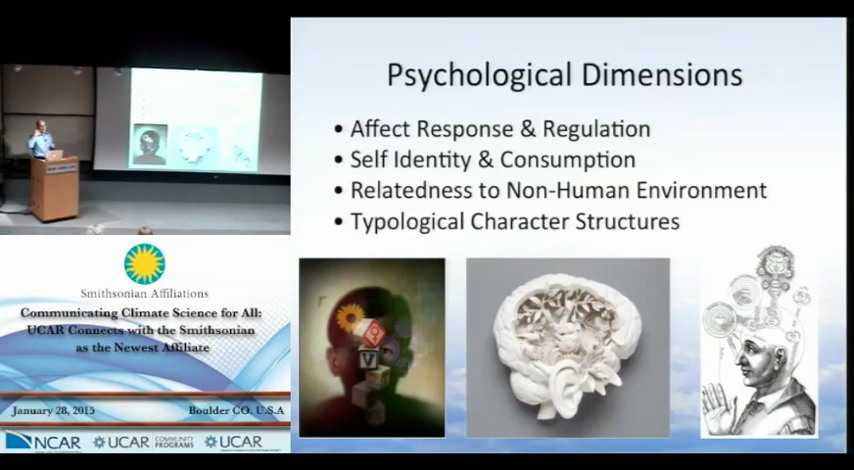 Psychological Dimensions
• Affect Response & Regulation
• Self Identity & Consumption
• Relatedness to Non-Human Environment
• Typological Character Structures
V
Smithsonian Affiliations
Communicating Climate Science for All:
UCAR Connects with the Smithsonian
as the Newest Affiliate
January 28, 2015
Boulder CO, U.S.A
NCAR
UCAR COMMUNITY PROGRAMS
UCAR